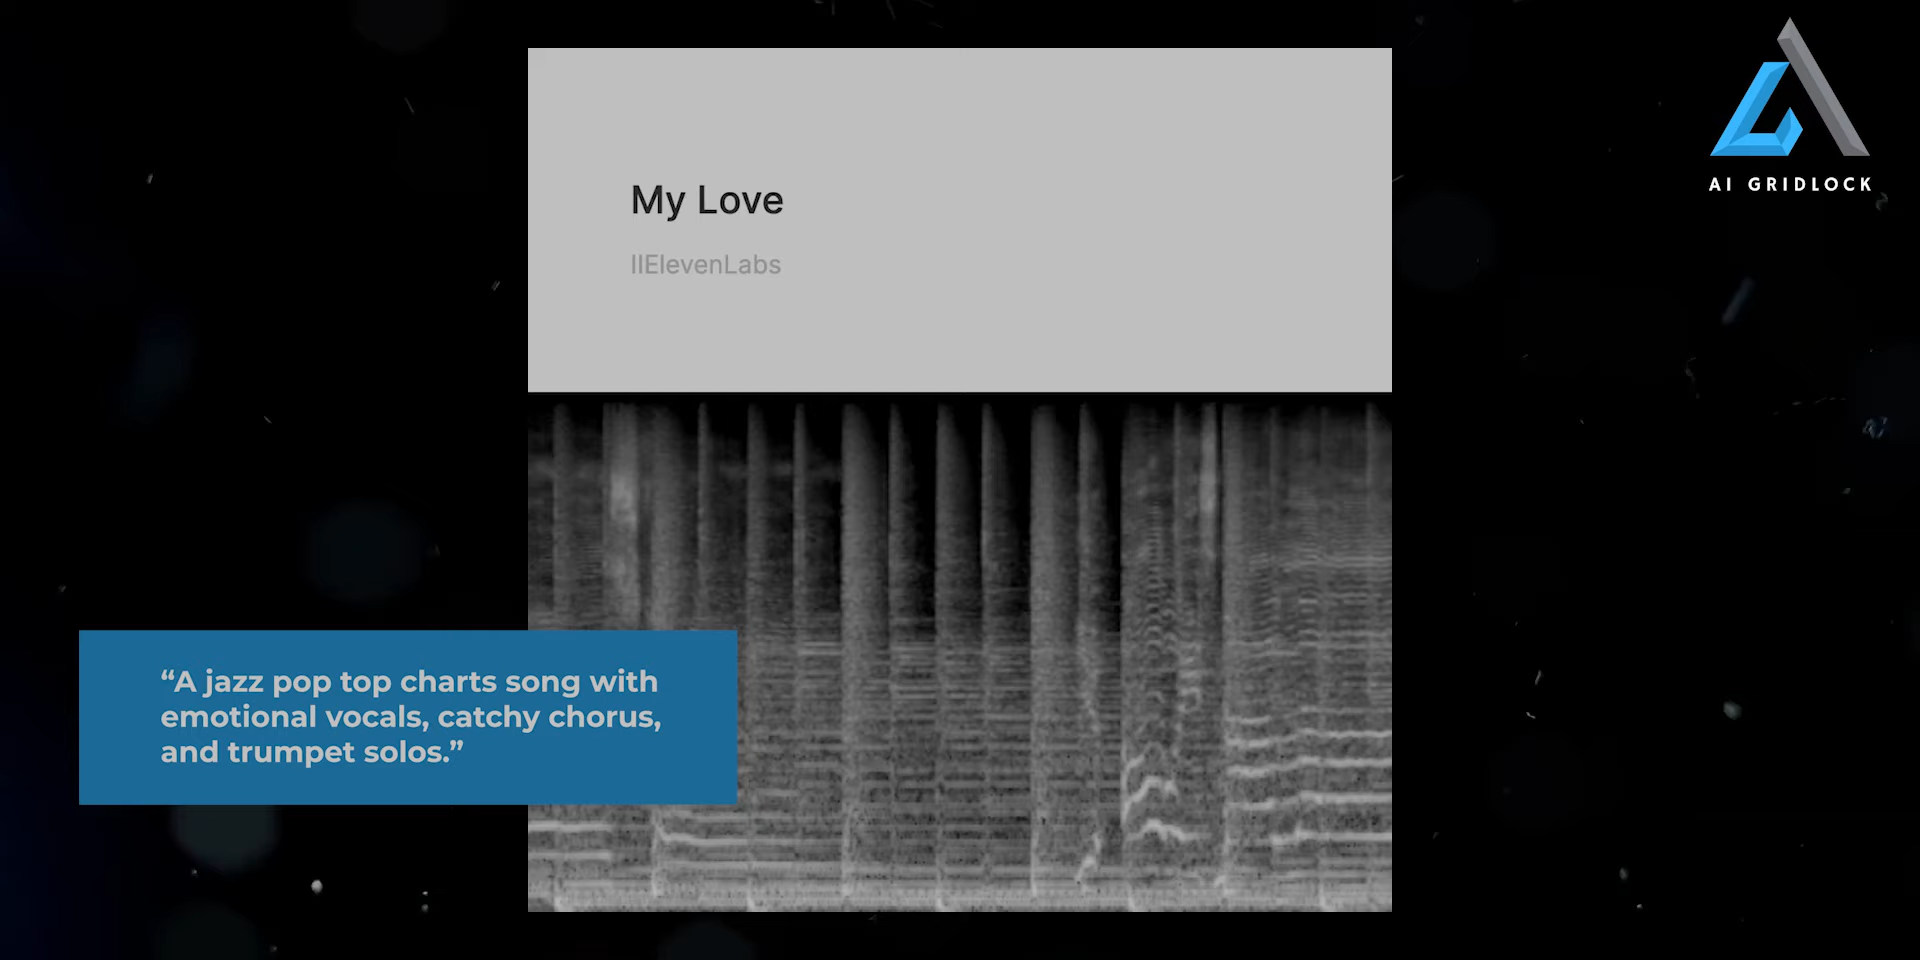 My Love
IIElevenLabs
“A jazz pop top charts song with
emotional vocals, catchy chorus,
and trumpet solos.”
AI GRIDLOCK